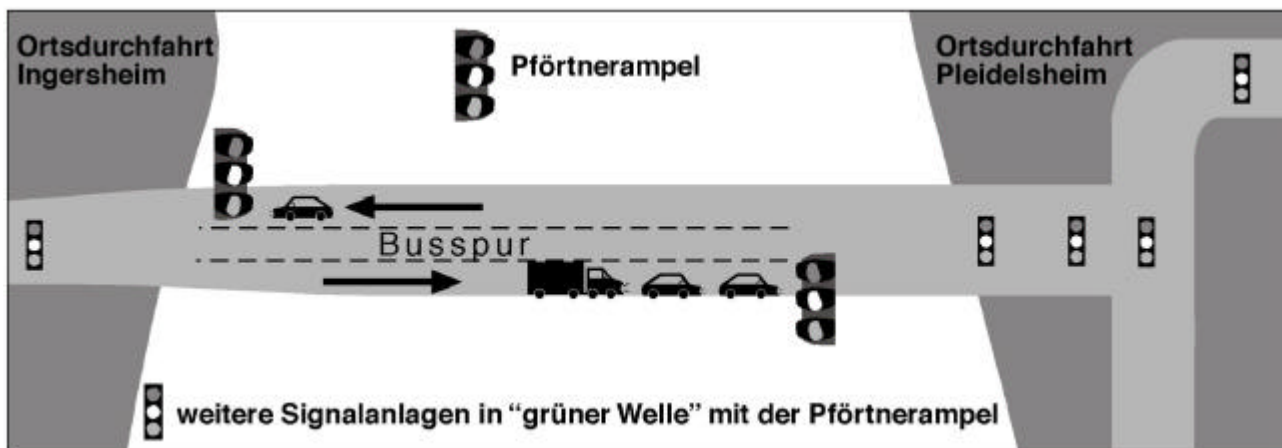 Ortsdurchfahrt
Ingersheim
Pförtnerampel
Ortsdurchfahrt
Pleidelsheim
Busspur
weitere Signalanlagen in “grüner Welle” mit der Pförtnerampel